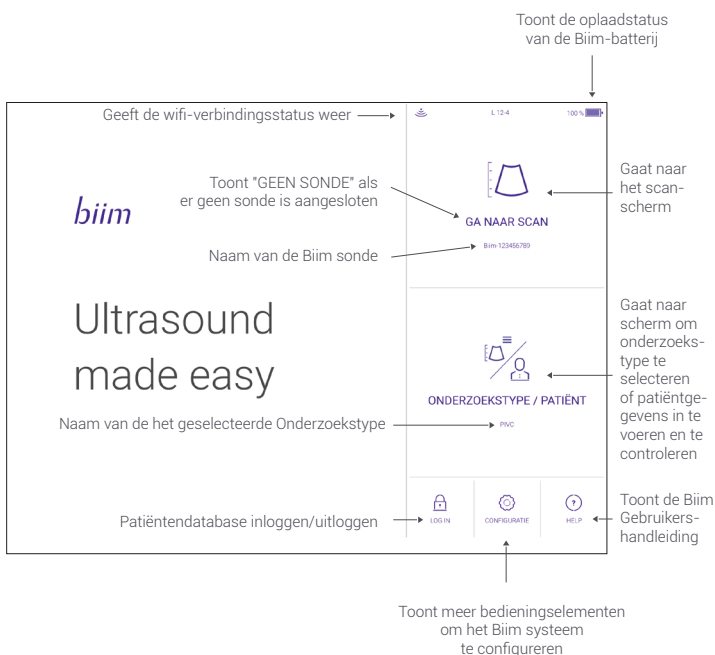 Toont de oplaadstatus
van de Biim-batterij
Geeft de wifi-verbindingsstatus weer
L 12-4
100 %
Toont "GEEN SONDE" als
er geen sonde is aangesloten
biim
GA NAAR SCAN
Gaat naar
het scan-
scherm
Naam van de Biim sonde
Biim-123456789
Ultrasound
made easy
ONDERZOEKSTYPE / PATIËNT
Gaat naar
scherm om
onderzoeks-
type te
selecteren
of patiëntge-
gevens in te
voeren en te
controleren
Naam van de het geselecteerde Onderzoekstype
PIVC
Patiëntendatabase inloggen/uitloggen
LOG IN
CONFIGURATIE
?
HELP
Toont de Biim
Gebruikers-
handleiding
Toont meer bedieningselementen
om het Biim systeem
te configureren